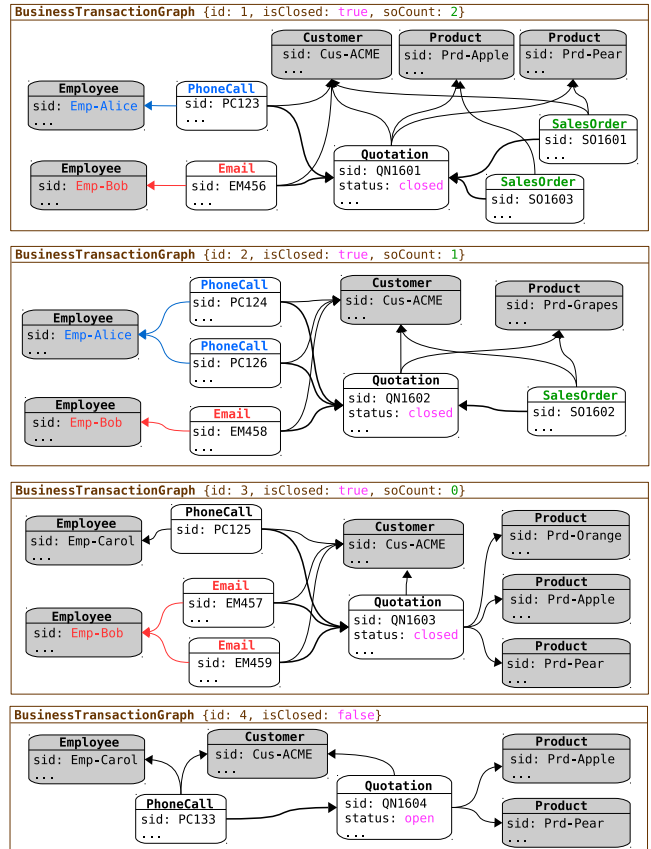 BusinessTransactionGraph {id: 1, isClosed: true, soCount: 2}
Customer
sid: Cus-ACME
...
Product
sid: Prd-Apple
...
Product
sid: Prd-Pear
...
Employee
sid: Emp-Alice
...
PhoneCall
sid: PC123
...
SalesOrder
sid: SO1601
...
Employee
sid: Emp-Bob
...
Email
sid: EM456
...
Quotation
sid: QN1601
status: closed
...
SalesOrder
sid: SO1603
...
BusinessTransactionGraph {id: 2, isClosed: true, soCount: 1}
PhoneCall
sid: PC124
...
Customer
sid: Cus-ACME
...
Product
sid: Prd-Grapes
...
Employee
sid: Emp-Alice
...
PhoneCall
sid: PC126
...
Employee
sid: Emp-Bob
...
Email
sid: EM458
...
Quotation
sid: QN1602
status: closed
...
SalesOrder
sid: SO1602
...
BusinessTransactionGraph {id: 3, isClosed: true, soCount: 0}
Employee
sid: Emp-Carol
...
PhoneCall
sid: PC125
...
Customer
sid: Cus-ACME
...
Product
sid: Prd-Orange
...
Email
sid: EM457
...
Product
sid: Prd-Apple
...
Employee
sid: Emp-Bob
...
Email
sid: EM459
...
Quotation
sid: QN1603
status: closed
...
Product
sid: Prd-Pear
...
BusinessTransactionGraph {id: 4, isClosed: false}
Employee
sid: Emp-Carol
...
Customer
sid: Cus-ACME
...
Product
sid: Prd-Apple
...
PhoneCall
sid: PC133
...
Quotation
sid: QN1604
status: open
...
Product
sid: Prd-Pear
...